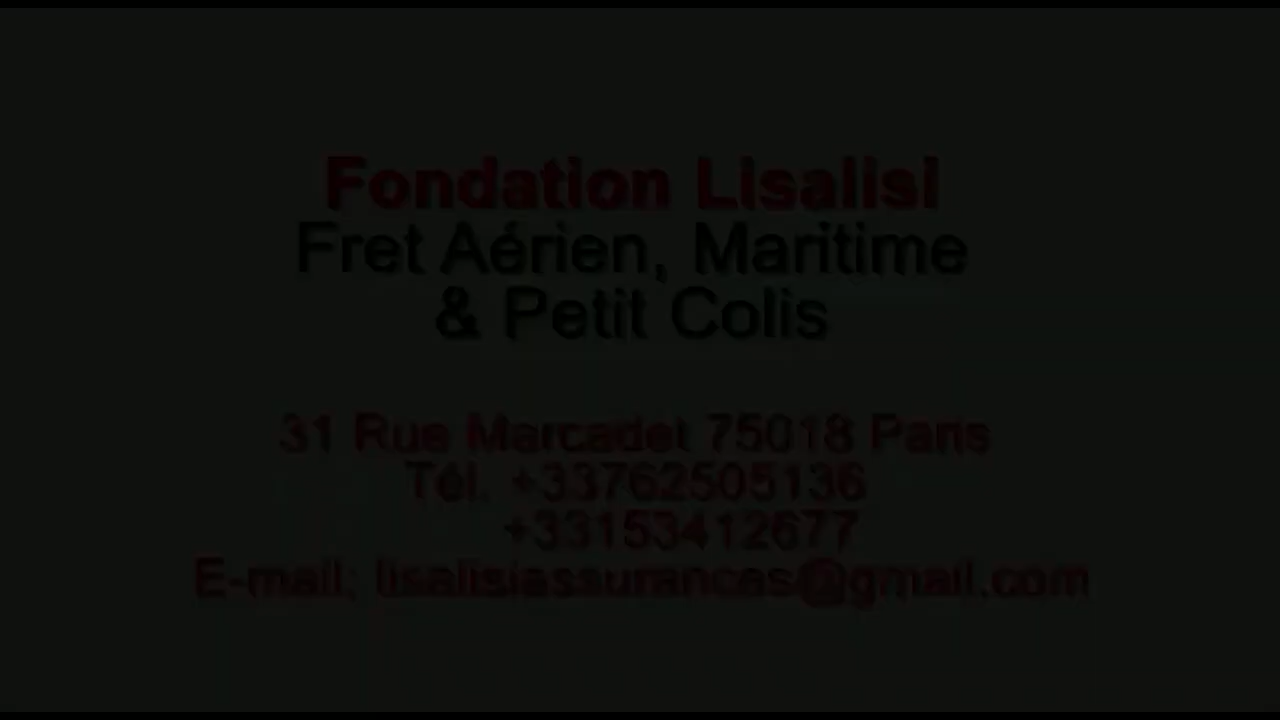 Fondation Lisalisi
Fret Aérien, Maritime
& Petit Colis
31 Rue Marcadet 75018 Paris
Tél. +33762505136
+33153412677
E-mail: lisalisiassurances@gmail.com